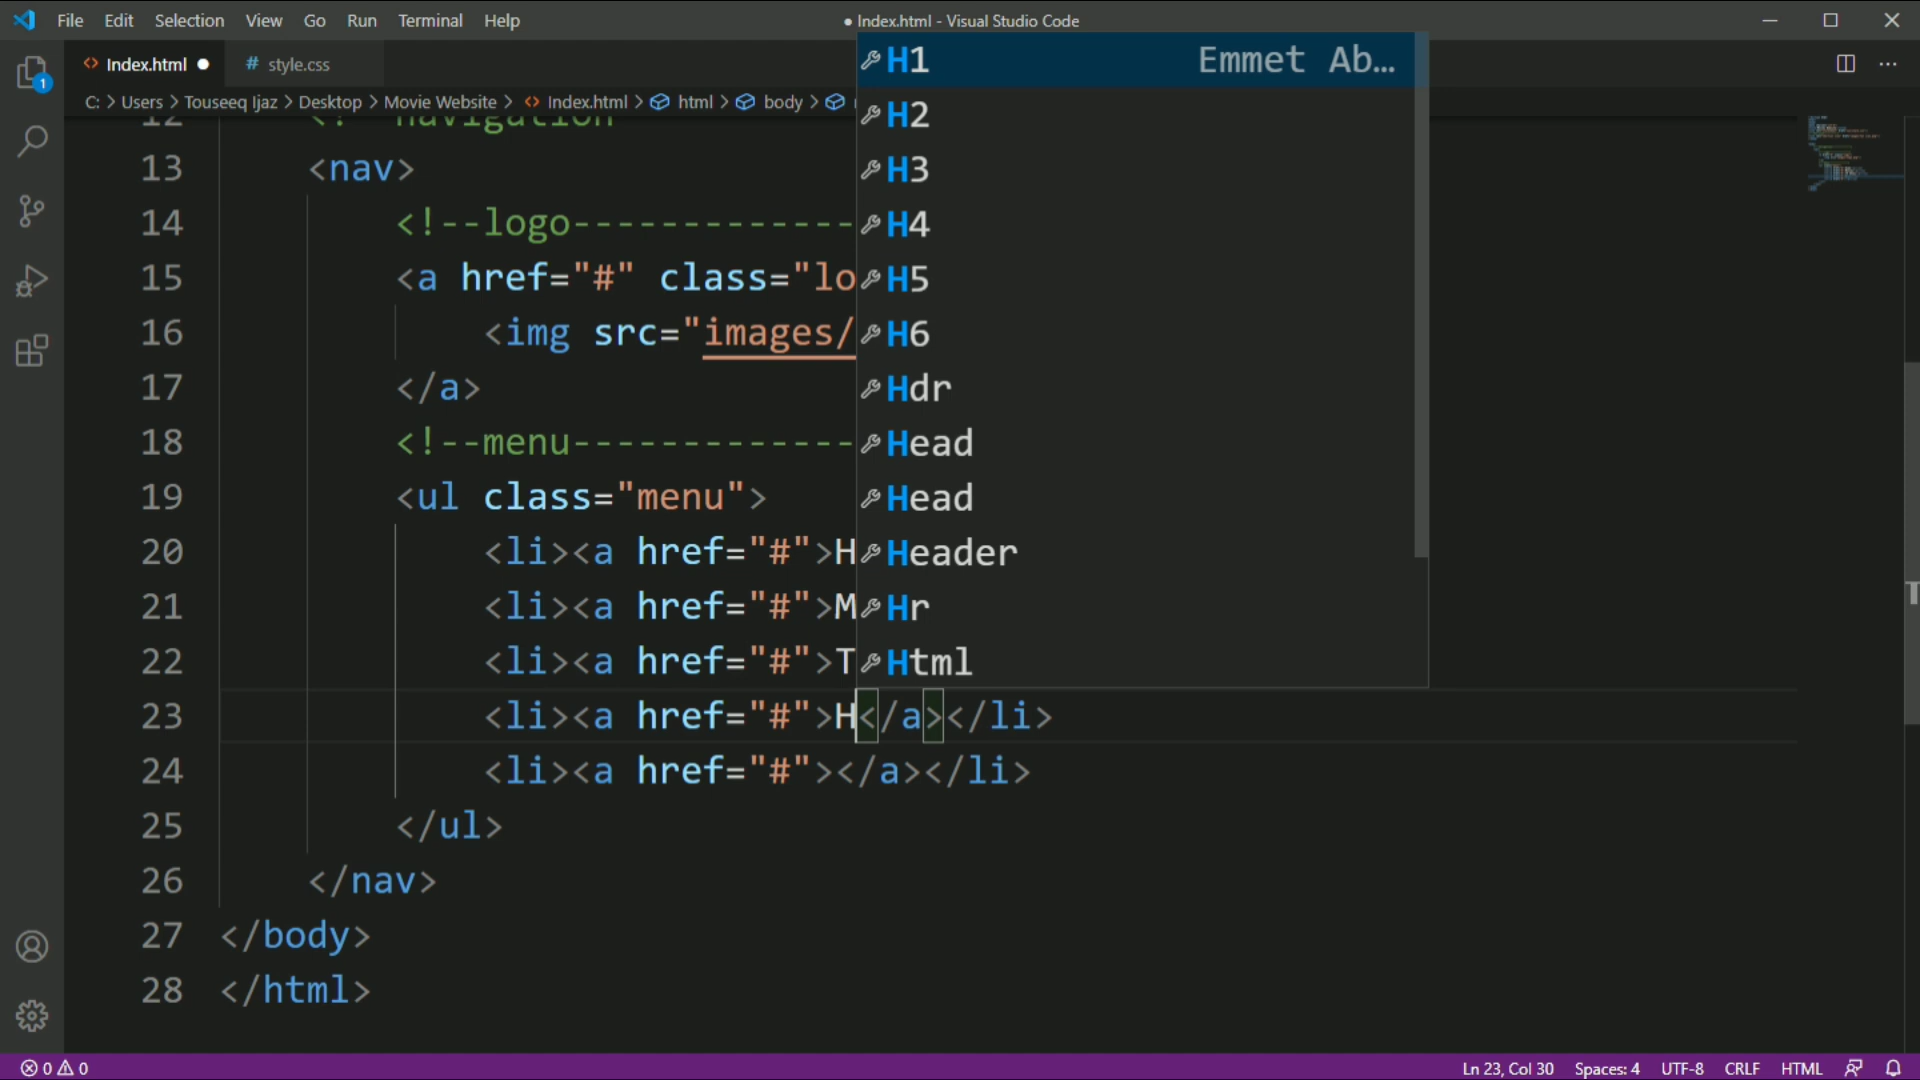 File Edit Selection View Go Run Terminal Help
● Index.html - Visual Studio Code
Index.html ●
# style.css
C: > Users > Touseeq Ijaz > Desktop > Movie Website > Index.html > html > body >
1
12 <!--navigation
13 <nav>
14 <!--logo-------------
15 <a href="#" class="lo
16 <img src="images/
17 </a>
18 <!--menu-------------
19 <ul class="menu">
20 <li><a href="#">H
21 <li><a href="#">M
22 <li><a href="#">T
23 <li><a href="#">H</a></li>
24 <li><a href="#"></a></li>
25 </ul>
26 </nav>
27 </body>
28 </html>
H1 Emmet Ab...
H2
H3
H4
H5
H6
Hdr
Head
Head
Header
Hr
Html
0 0
Ln 23, Col 30 Spaces: 4 UTF-8 CRLF HTML